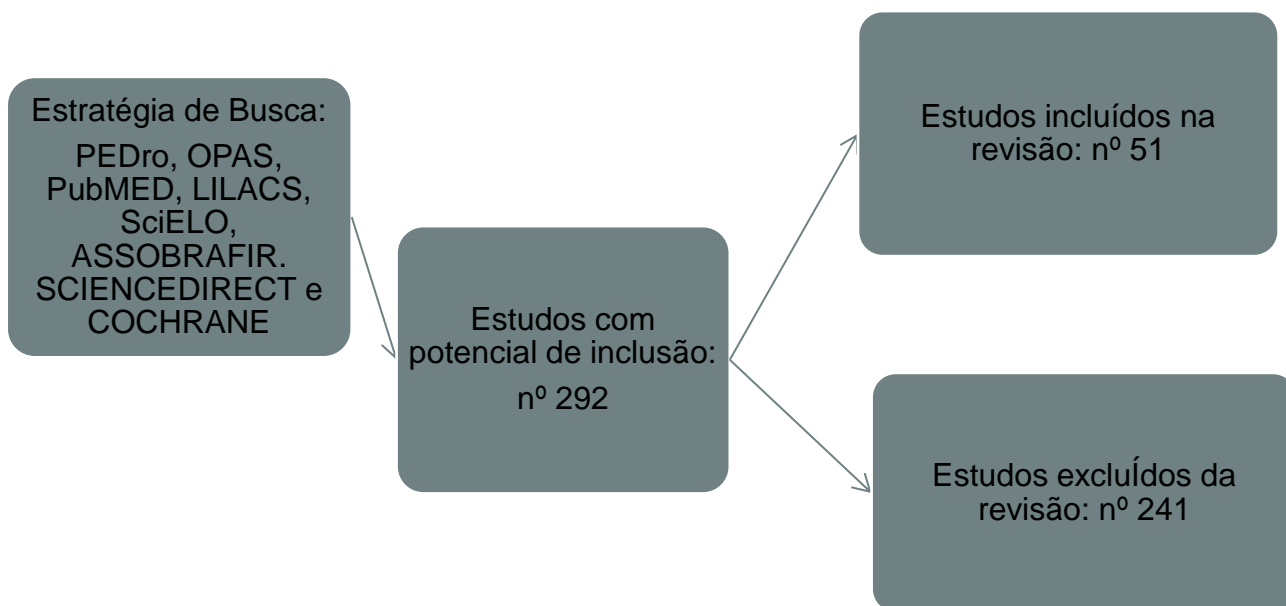 Estratégia de Busca:
PEDro, OPAS,
PubMED, LILACS,
SciELO,
ASSOBRAFIR.
SCIENCEDIRECT e
COCHRANE
Estudos com
potencial de inclusão:
nº 292
Estudos incluídos na
revisão: nº 51
Estudos excluÍdos da
revisão: nº 241